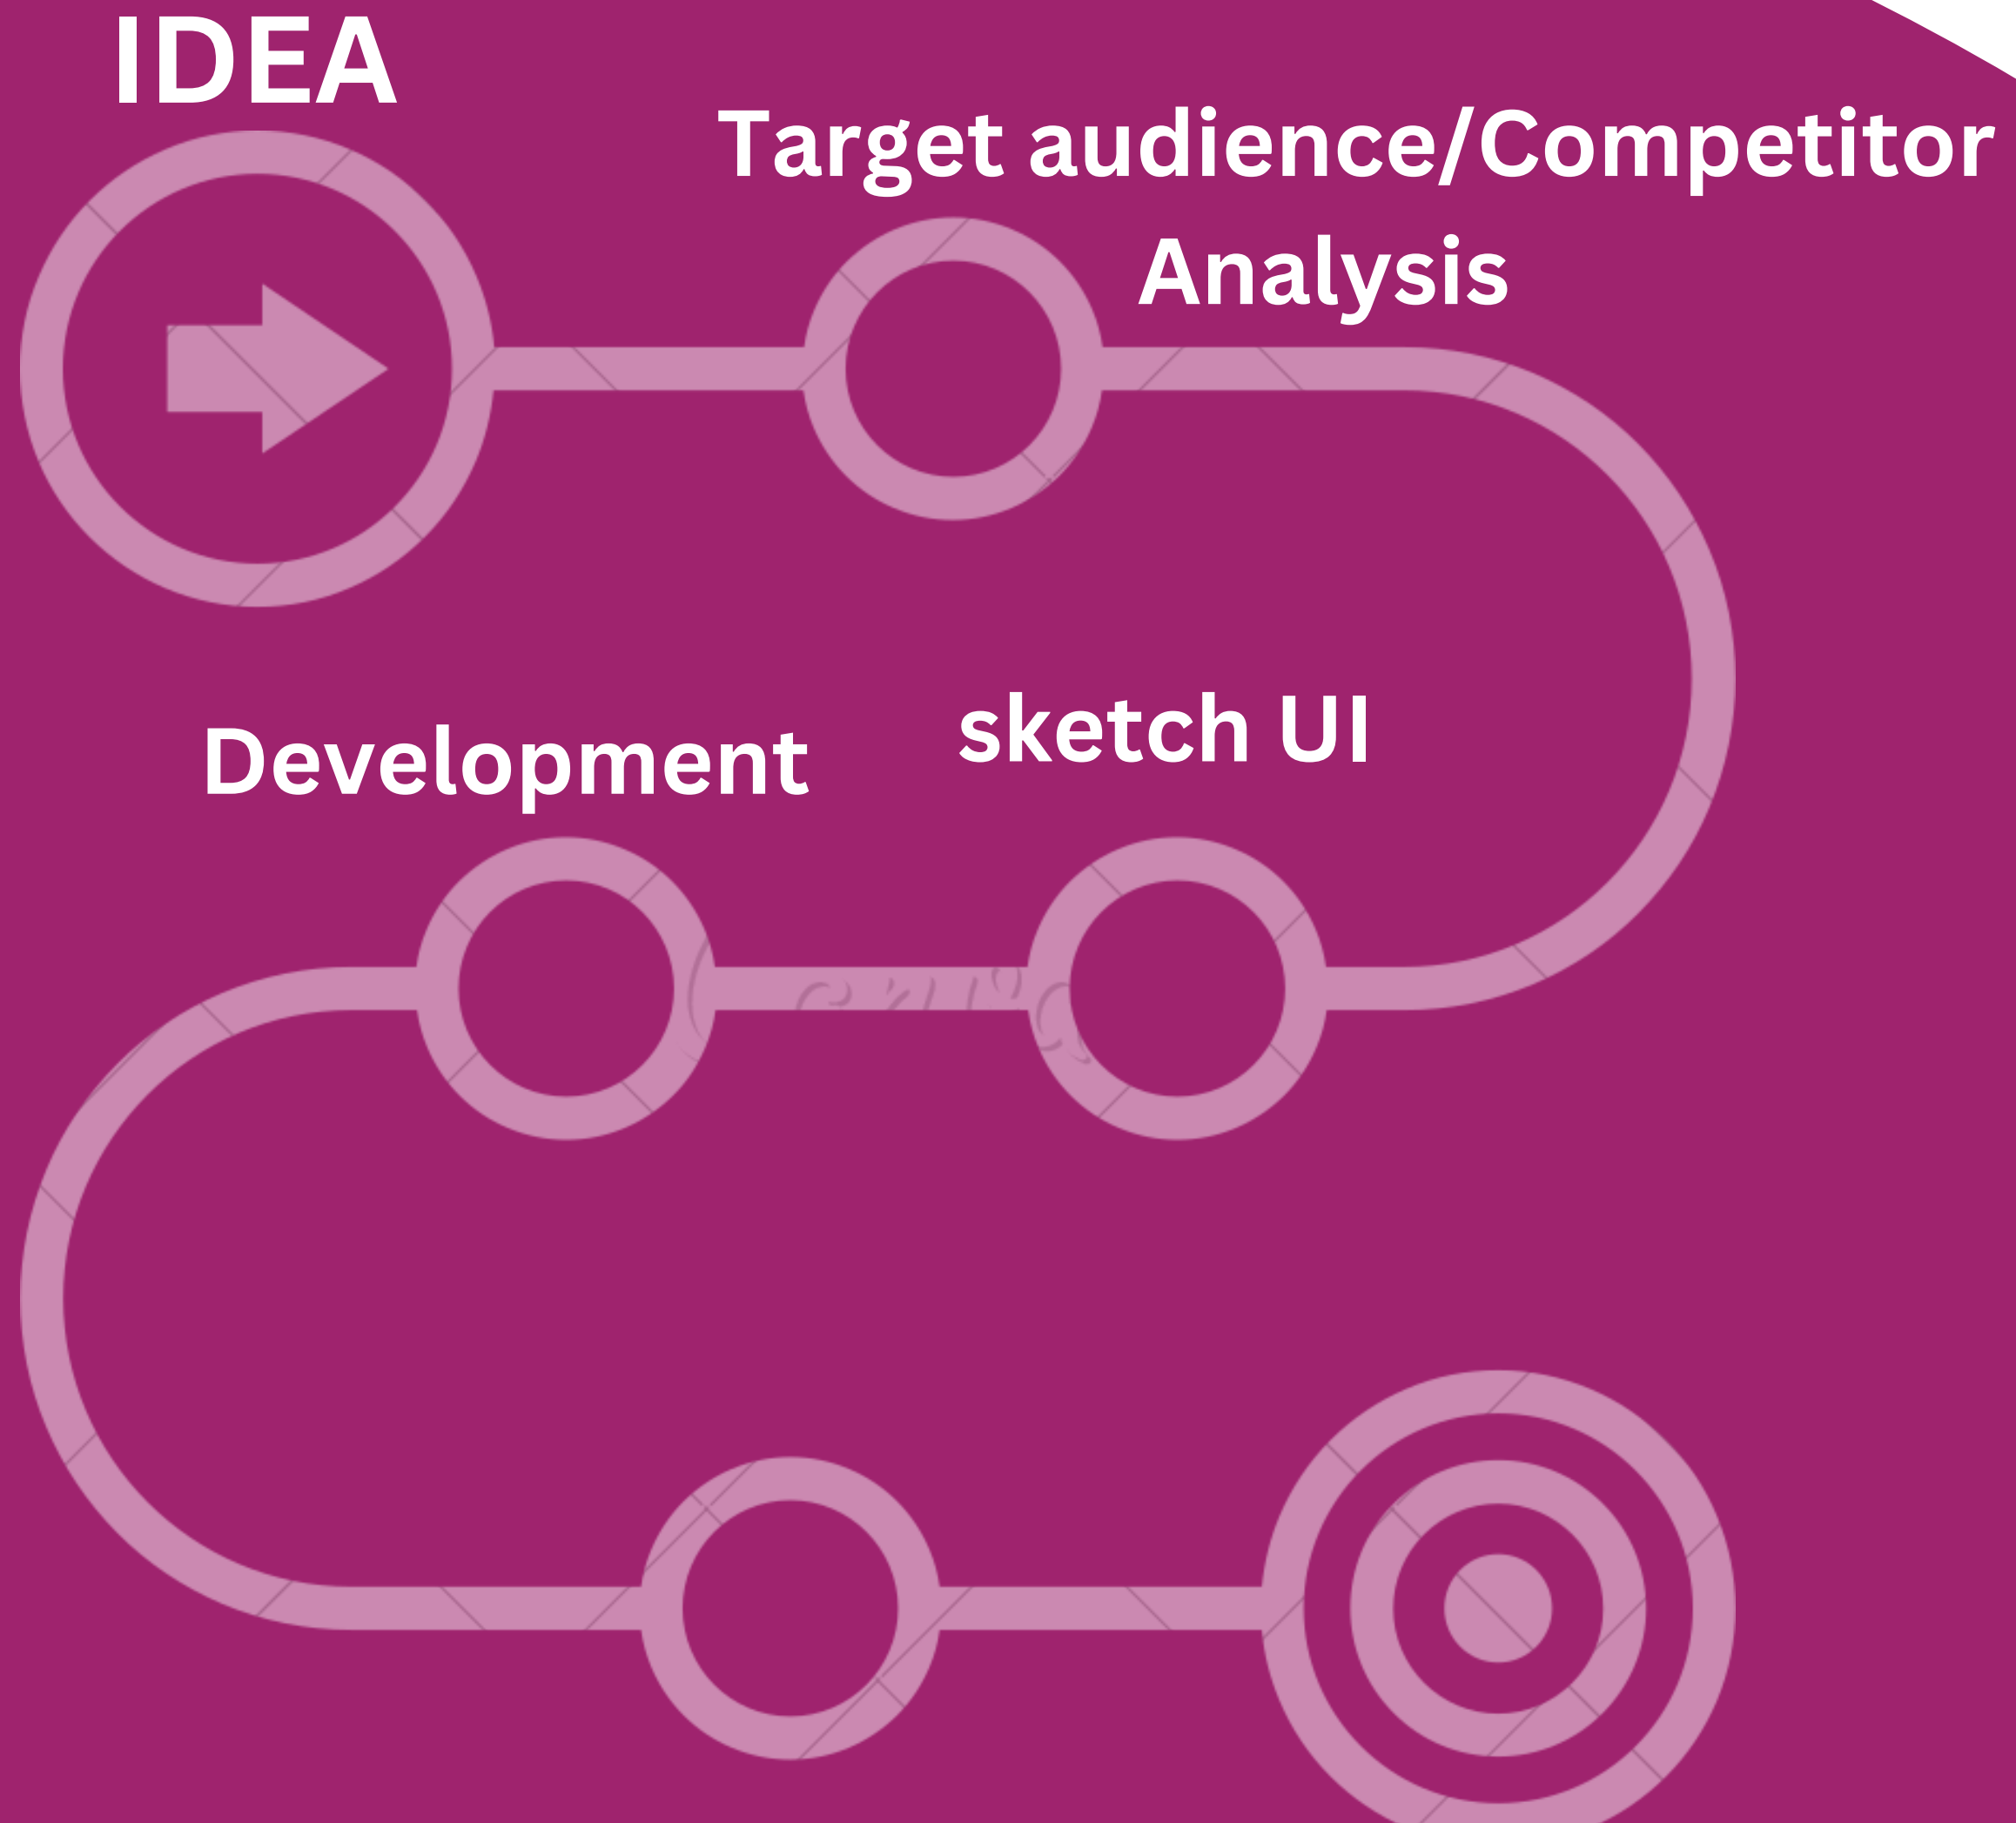 IDEA
Target audience/Competitor
Analysis
Development
sketch UI